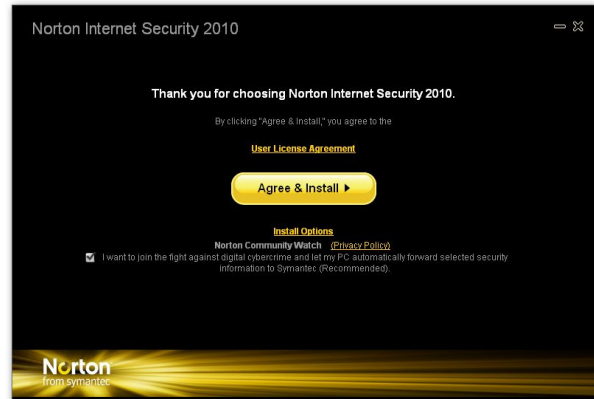 Norton Internet Security 2010
Thank you for choosing Norton Internet Security 2010.
By clicking "Agree & Install," you agree to the
User License Agreement
Agree & Install
Install Options
Norton Community Watch (Privacy Policy)
I want to join the fight against digital cybercrime and let my PC automatically forward selected security
information to Symantec (Recommended).
Norton
from symantec